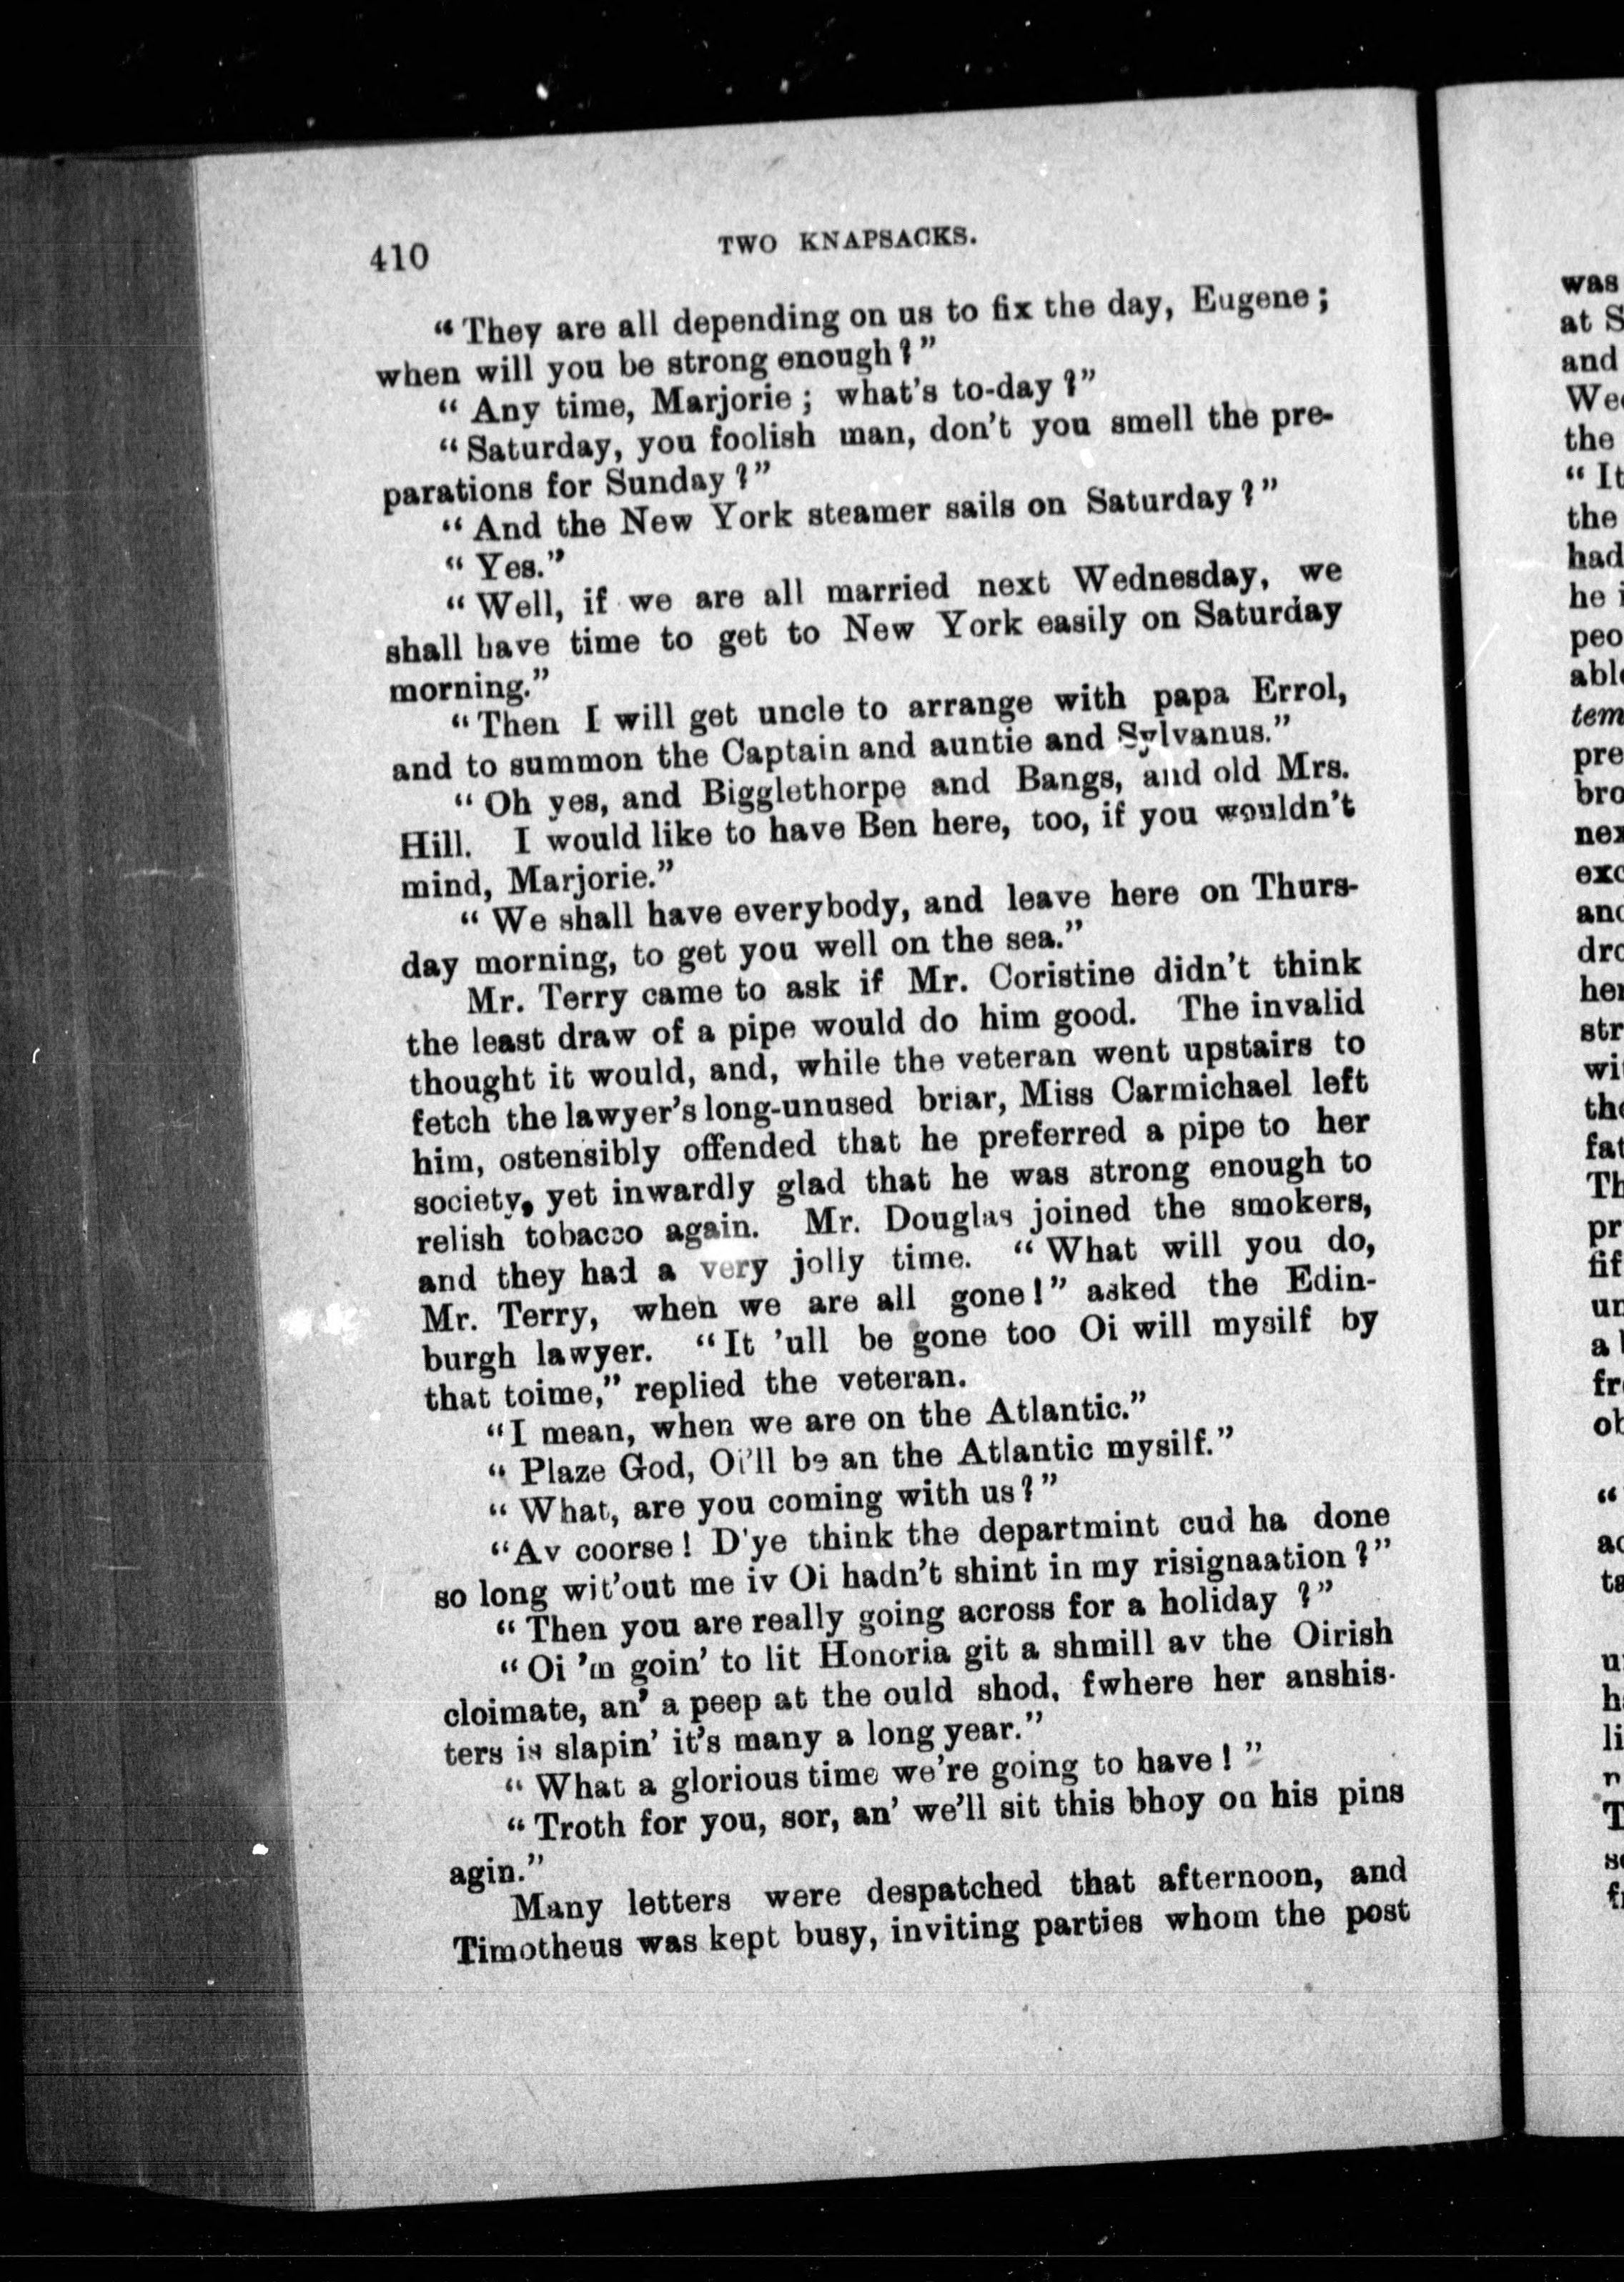 410
TWO KNAPSACKS.
“They are all depending on us to fix the day, Eugene;
when will you be strong enough?”
“Any time, Marjorie; what's to-day?”
“Saturday, you foolish man, don't you smell the pre-
parations for Sunday?”
“And the New York steamer sails on Saturday?”
“Yes.”
“Well, if we are all married next Wednesday, we
shall have time to get to New York easily on Saturday
morning.”
“Then I will get uncle to arrange with papa Errol,
and to summon the Captain and auntie and Sylvanus.”
“Oh yes, and Bigglethorpe and Bangs, and old Mrs.
Hill. I would like to have Ben here, too, if you wouldn't
mind, Marjorie.”
“We shall have everybody, and leave here on Thurs-
day morning, to get you well on the sea.”
Mr. Terry came to ask if Mr. Coristine didn't think
the least draw of a pipe would do him good. The invalid
thought it would, and, while the veteran went upstairs to
fetch the lawyer's long-unused briar, Miss Carmichael left
him, ostensibly offended that he preferred a pipe to her
society, yet inwardly glad that he was strong enough to
relish tobacco again. Mr. Douglas joined the smokers,
and they had a very jolly time. “What will you do,
Mr. Terry, when we are all gone!” asked the Edin-
burgh lawyer. “It 'ull be gone too Oi will mysilf by
that toime,” replied the veteran.
“I mean, when we are on the Atlantic.”
“Plaze God, Oi'll be an the Atlantic mysilf.”
“What, are you coming with us?”
“Av coorse! D'ye think the departmint cud ha done
so long wit'out me iv Oi hadn't shint in my risignaation?”
“Then you are really going across for a holiday?”
“Oi 'm goin' to lit Honoria git a shmill av the Oirish
cloimate, an' a peep at the ould shod, fwhere her anshis-
ters is slapin' it's many a long year.”
“What a glorious time we're going to have!”
“Troth for you, sor, an' we'll sit this bhoy on his pins
agin.”
Many letters were despatched that afternoon, and
Timotheus was kept busy, inviting parties whom the post
was
at S
and
the
“It
the
had
he i